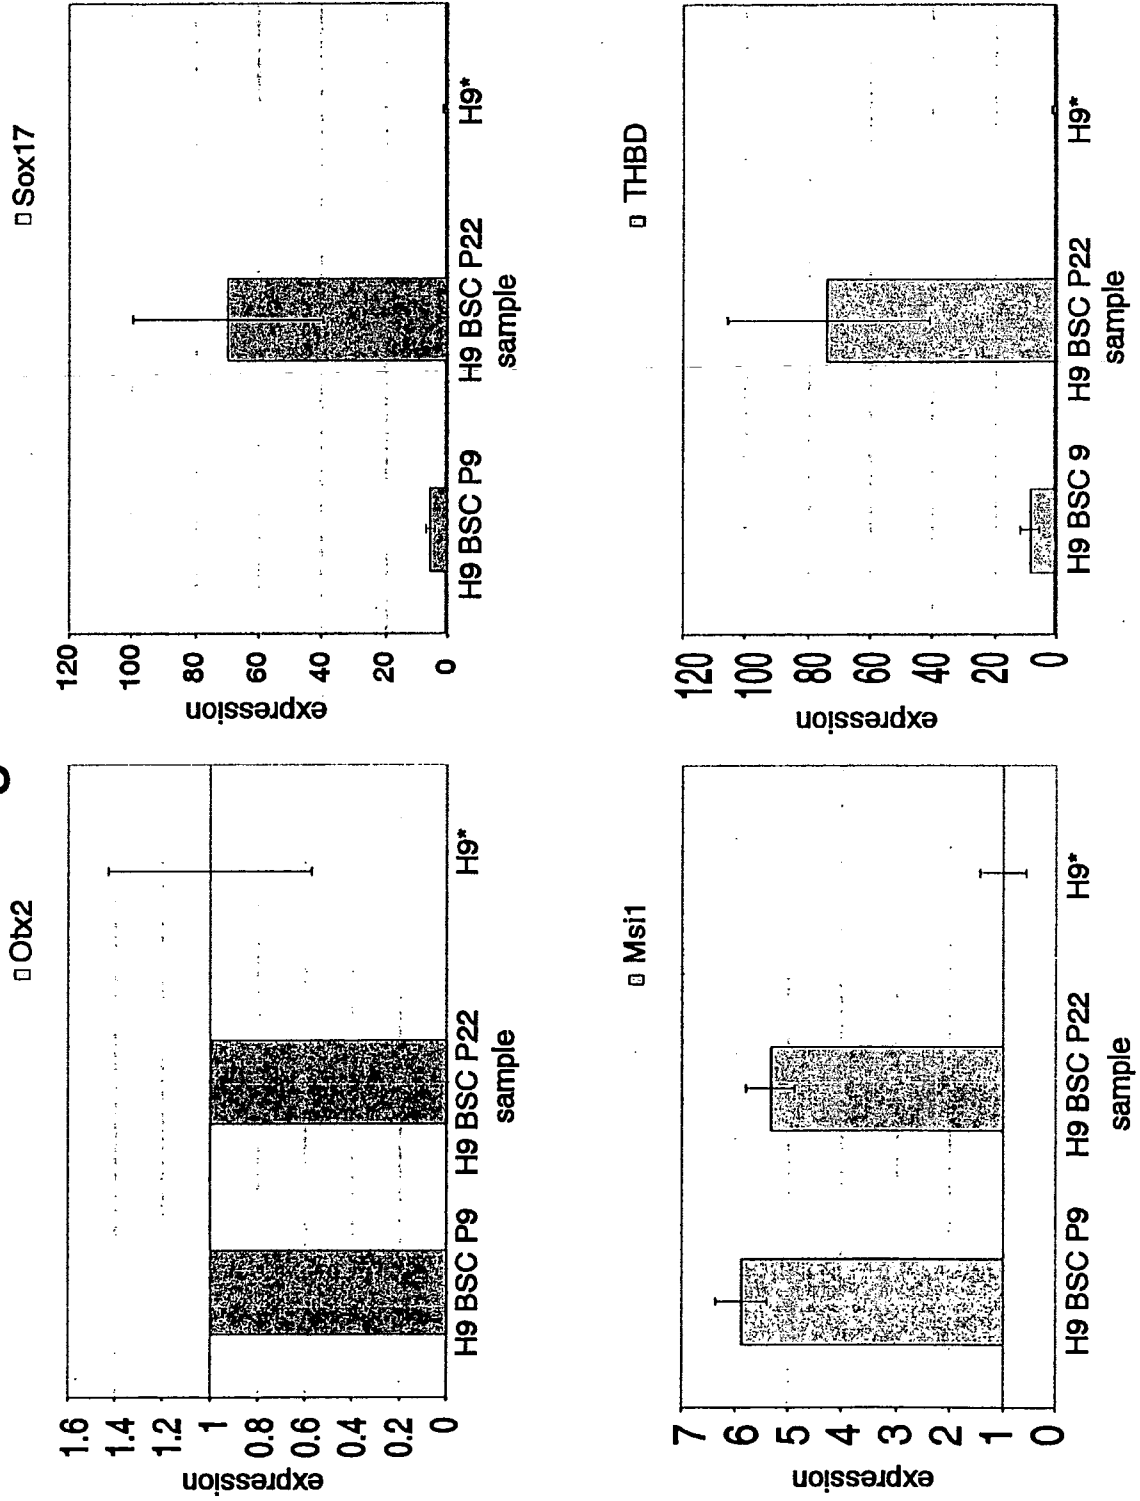 Otx2
1.6
1.4
1.2
1
0.8
0.6
0.4
0.2
0
expression
H9 BSC P9
H9 BSC P22
H9*
sample
Sox17
120
100
80
60
40
20
0
expression
H9 BSC P9
H9 BSC P22
H9*
sample
Msi1
7
6
5
4
3
2
1
0
expression
H9 BSC P9
H9 BSC P22
H9*
sample
THBD
120
100
80
60
40
20
0
expression
H9 BSC 9
H9 BSC P22
H9*
sample